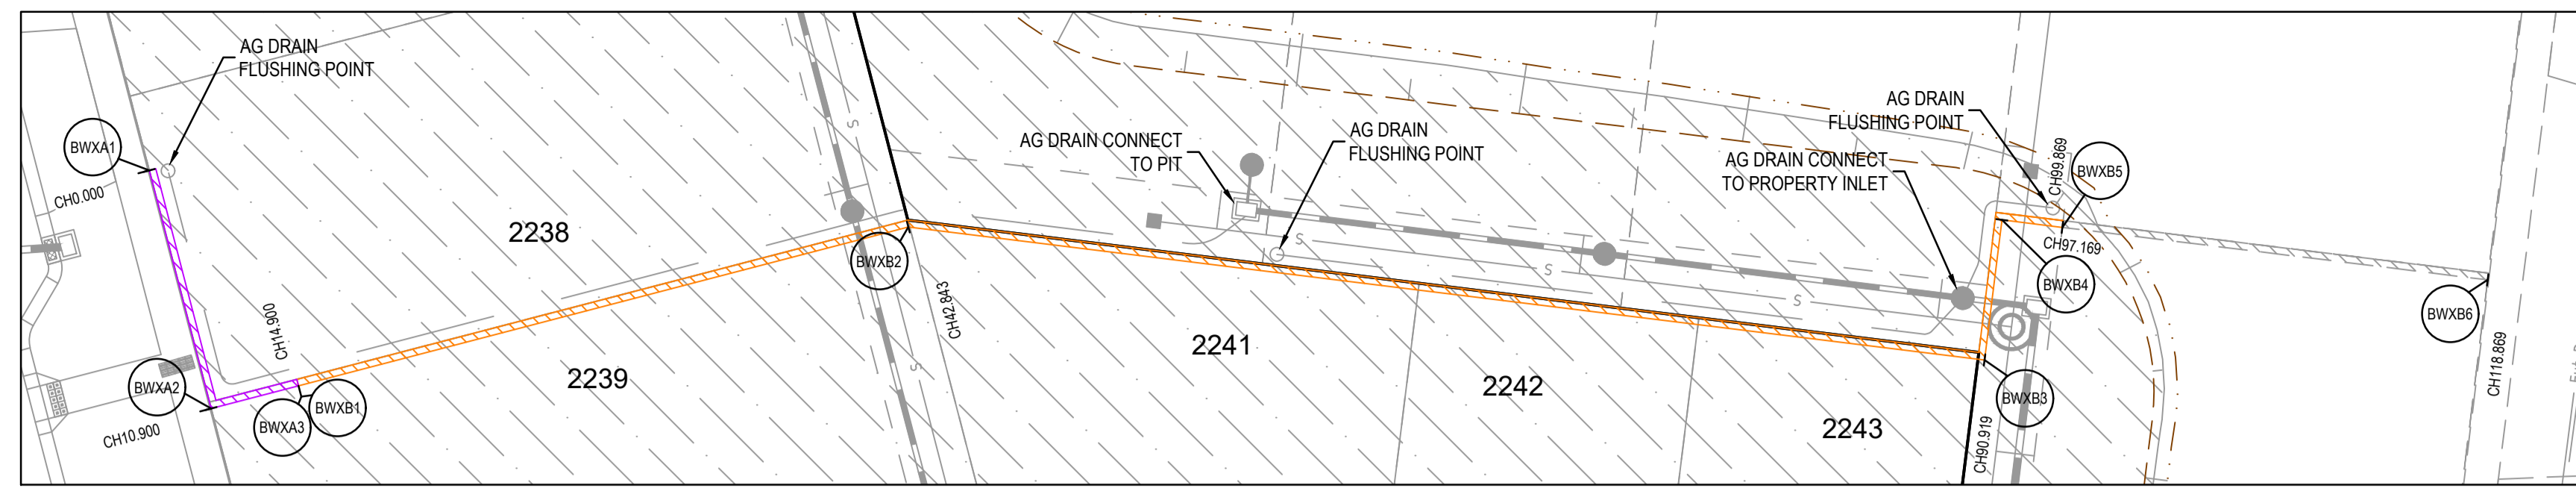 AG DRAIN
FLUSHING POINT
BWXA1
CH0.000
2238
CH14.900
BWXA2
CH10.900
BWXA3
BWXB1
2239
S
BWXB2
CH42.843
S
AG DRAIN CONNECT
TO PIT
AG DRAIN
FLUSHING POINT
S
S
S
2241
2242
2243
AG DRAIN
FLUSHING POINT
AG DRAIN CONNECT
TO PROPERTY INLET
CH99.869
BWXB5
CH97.169
BWXB4
BWXB3
CH90.919
BWXB6
CH118.869